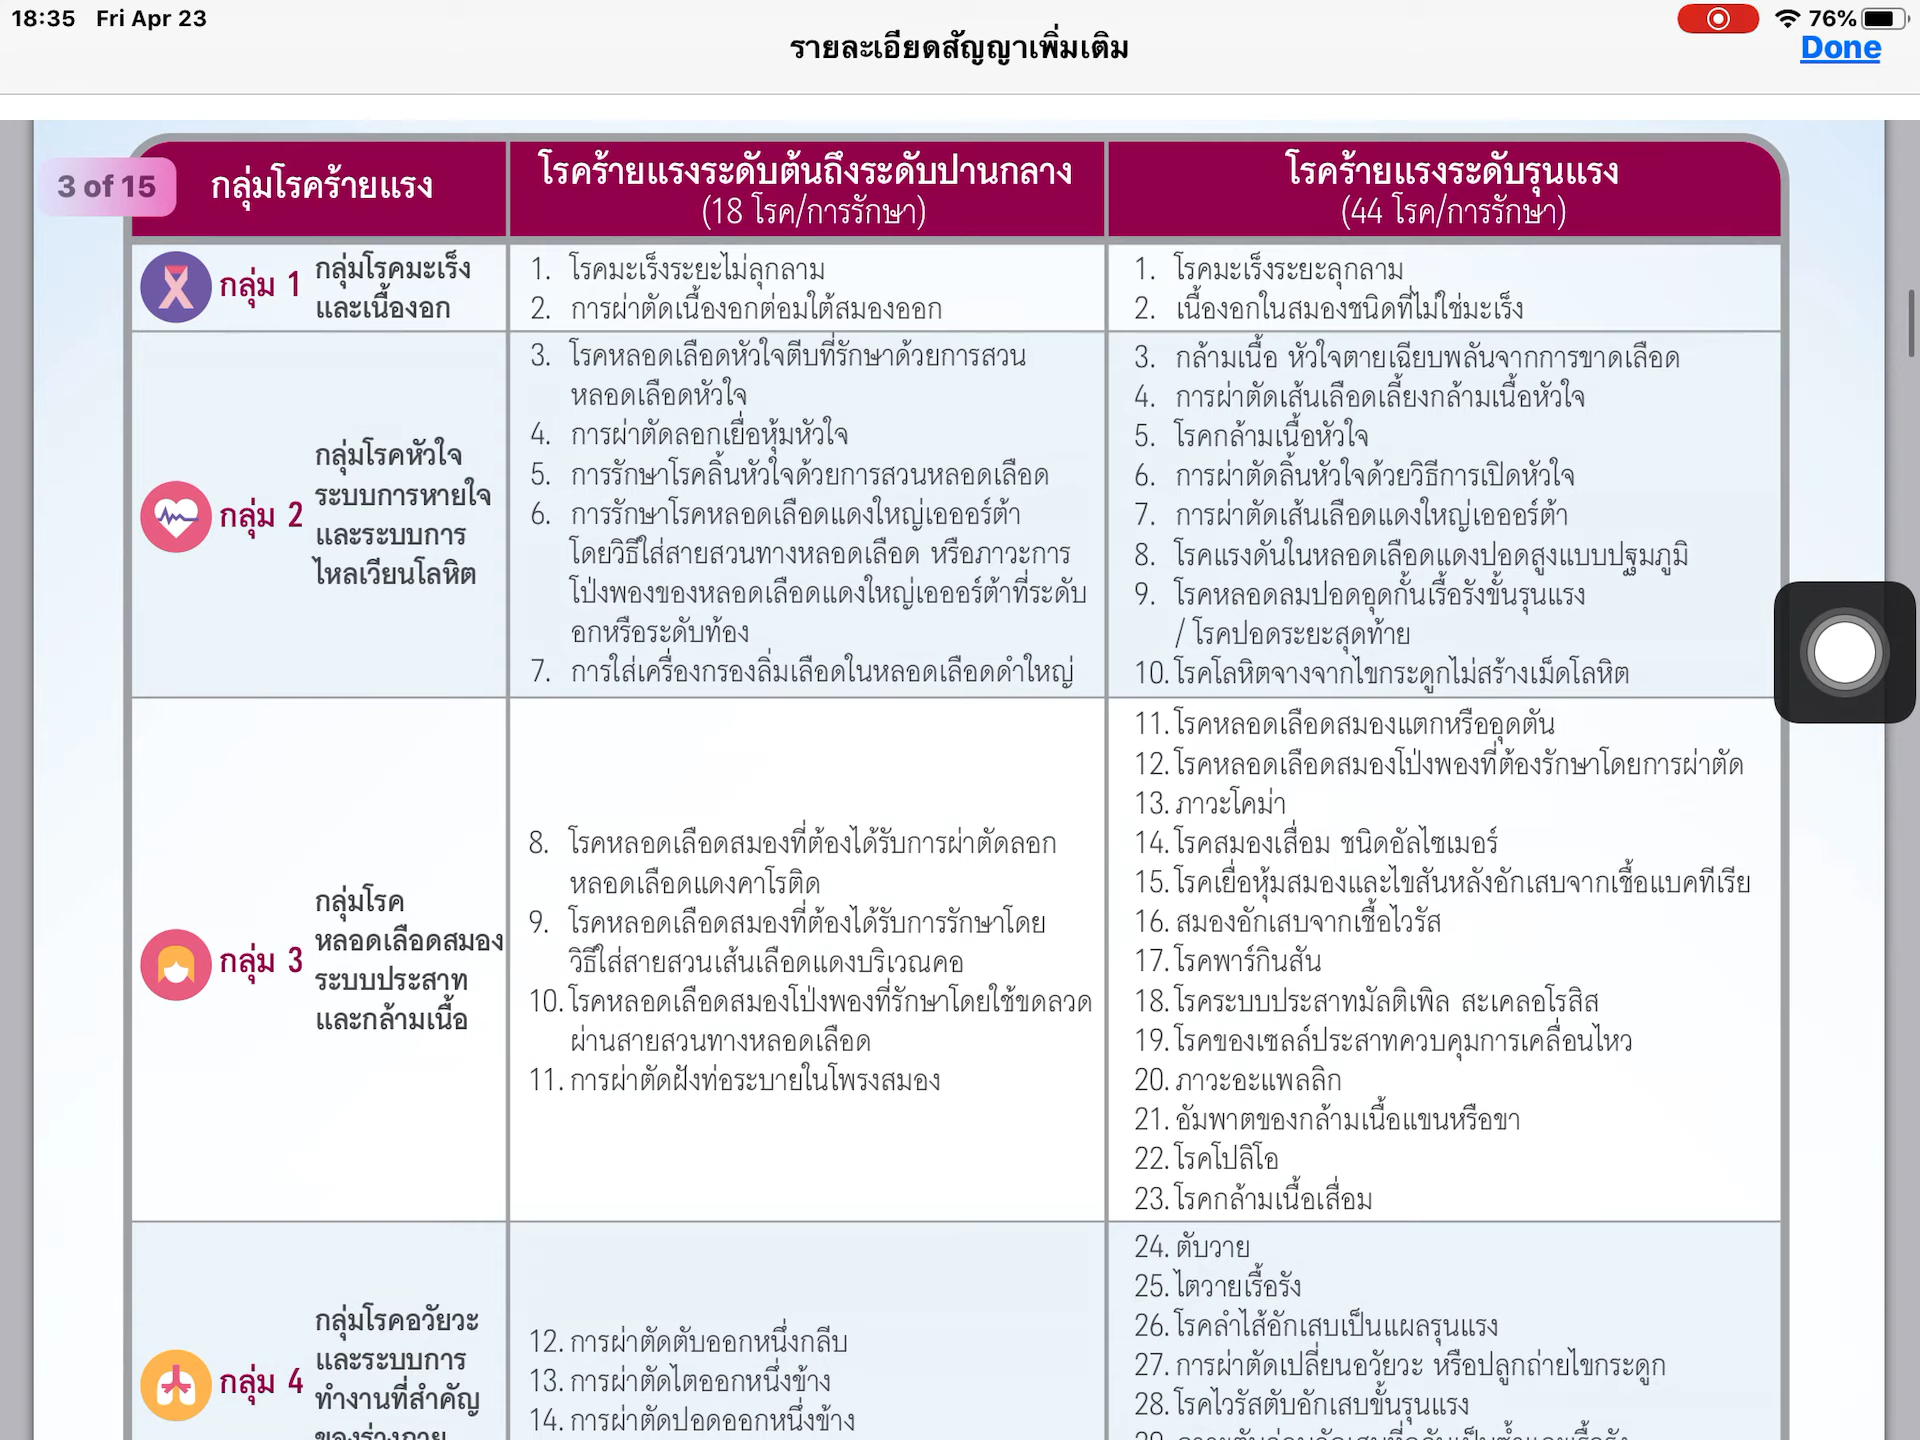 18:35 Fri Apr 23
76%
รายละเอียดสัญญาเพิ่มเติม
Done
3 of 15
กลุ่มโรคร้ายแรง
โรคร้ายแรงระดับต้นถึงระดับปานกลาง
(18 โรค/การรักษา)
โรคร้ายแรงระดับรุนแรง
(44 โรค/การรักษา)
กลุ่ม 1
กลุ่มโรคมะเร็ง
และเนื้องอก
1. โรคมะเร็งระยะไม่ลุกลาม
2. การผ่าตัดเนื้องอกต่อมใต้สมองออก
1. โรคมะเร็งระยะลุกลาม
2. เนื้องอกในสมองชนิดที่ไม่ใช่มะเร็ง
กลุ่ม 2
กลุ่มโรคหัวใจ
ระบบการหายใจ
และระบบการ
ไหลเวียนโลหิต
3. โรคหลอดเลือดหัวใจตีบที่รักษาด้วยการสวน
หลอดเลือดหัวใจ
4. การผ่าตัดลอกเยื่อหุ้มหัวใจ
5. การรักษาโรคลิ้นหัวใจด้วยการสวนหลอดเลือด
6. การรักษาโรคหลอดเลือดแดงใหญ่เอออร์ต้า
โดยวิธีใส่สายสวนทางหลอดเลือด หรือภาวะการ
โป่งพองของหลอดเลือดแดงใหญ่เอออร์ต้าที่ระดับ
อกหรือระดับท้อง
7. การใส่เครื่องกรองลิ่มเลือดในหลอดเลือดดำใหญ่
3. กล้ามเนื้อ หัวใจตายเฉียบพลันจากการขาดเลือด
4. การผ่าตัดเส้นเลือดเลี้ยงกล้ามเนื้อหัวใจ
5. โรคกล้ามเนื้อหัวใจ
6. การผ่าตัดลิ้นหัวใจด้วยวิธีการเปิดหัวใจ
7. การผ่าตัดเส้นเลือดแดงใหญ่เอออร์ต้า
8. โรคแรงดันในหลอดเลือดแดงปอดสูงแบบปฐมภูมิ
9. โรคหลอดลมปอดอุดกั้นเรื้อรังขั้นรุนแรง
/ โรคปอดระยะสุดท้าย
10. โรคโลหิตจางจากไขกระดูกไม่สร้างเม็ดโลหิต
กลุ่ม 3
กลุ่มโรค
หลอดเลือดสมอง
ระบบประสาท
และกล้ามเนื้อ
8. โรคหลอดเลือดสมองที่ต้องได้รับการผ่าตัดลอก
หลอดเลือดแดงคาโรติด
9. โรคหลอดเลือดสมองที่ต้องได้รับการรักษาโดย
วิธีใส่สายสวนเส้นเลือดแดงบริเวณคอ
10. โรคหลอดเลือดสมองโป่งพองที่รักษาโดยใช้ขดลวด
ผ่านสายสวนทางหลอดเลือด
11. การผ่าตัดฝังท่อระบายในโพรงสมอง
11. โรคหลอดเลือดสมองแตกหรืออุดตัน
12. โรคหลอดเลือดสมองโป่งพองที่ต้องรักษาโดยการผ่าตัด
13. ภาวะโคม่า
14. โรคสมองเสื่อม ชนิดอัลไซเมอร์
15. โรคเยื่อหุ้มสมองและไขสันหลังอักเสบจากเชื้อแบคทีเรีย
16. สมองอักเสบจากเชื้อไวรัส
17. โรคพาร์กินสัน
18. โรคระบบประสาทมัลติเพิล สะเคลอโรสิส
19. โรคของเซลล์ประสาทควบคุมการเคลื่อนไหว
20. ภาวะอะแพลลิก
21. อัมพาตของกล้ามเนื้อแขนหรือขา
22. โรคโปลิโอ
23. โรคกล้ามเนื้อเสื่อม
กลุ่ม 4
กลุ่มโรคอวัยวะ
และระบบการ
ทำงานที่สำคัญ
ของร่างกาย
12. การผ่าตัดตับออกหนึ่งกลีบ
13. การผ่าตัดไตออกหนึ่งข้าง
14. การผ่าตัดปอดออกหนึ่งข้าง
24. ตับวาย
25. ไตวายเรื้อรัง
26. โรคลำไส้อักเสบเป็นแผลรุนแรง
27. การผ่าตัดเปลี่ยนอวัยวะ หรือปลูกถ่ายไขกระดูก
28. โรคไวรัสตับอักเสบขั้นรุนแรง